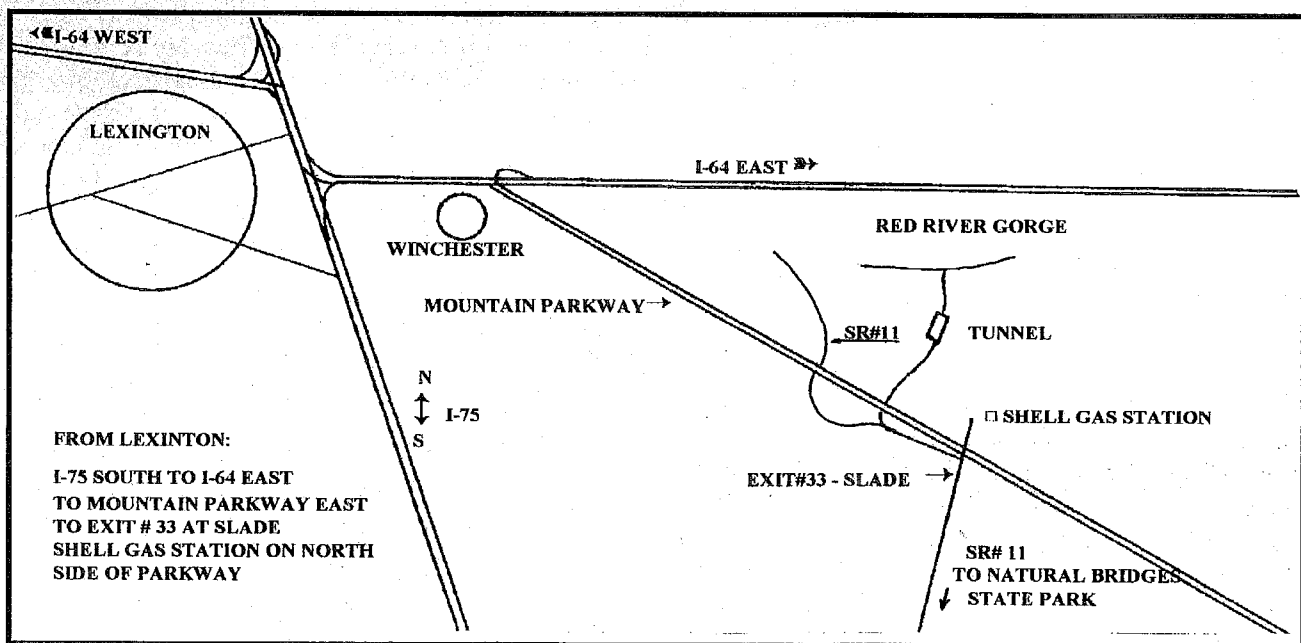 I-64 WEST
LEXINGTON
I-64 EAST
WINCHESTER
RED RIVER GORGE
MOUNTAIN PARKWAY
SR#11
TUNNEL
N
I-75
S
SHELL GAS STATION
EXIT#33 - SLADE
FROM LEXINTON:
I-75 SOUTH TO I-64 EAST
TO MOUNTAIN PARKWAY EAST
TO EXIT # 33 AT SLADE
SHELL GAS STATION ON NORTH
SIDE OF PARKWAY
SR# 11
TO NATURAL BRIDGES
STATE PARK